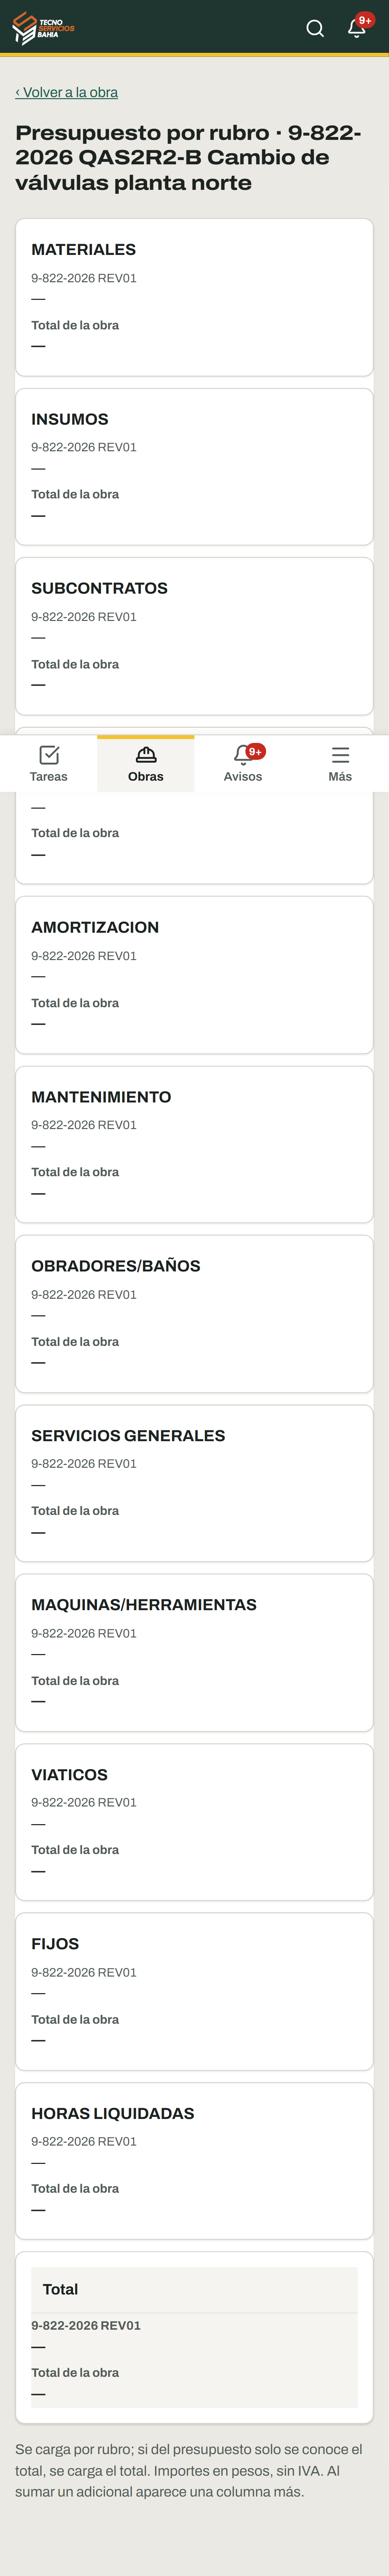 TECNO
SERVICIOS
BAHIA
9+
‹ Volver a la obra
Presupuesto por rubro · 9-822-
2026 QAS2R2-B Cambio de
válvulas planta norte
MATERIALES
9-822-2026 REV01
—
Total de la obra
—
INSUMOS
9-822-2026 REV01
—
Total de la obra
—
SUBCONTRATOS
9-822-2026 REV01
—
Total de la obra
—
9+
Tareas Obras Avisos Más
—
Total de la obra
—
AMORTIZACION
9-822-2026 REV01
—
Total de la obra
—
MANTENIMIENTO
9-822-2026 REV01
—
Total de la obra
—
OBRADORES/BAÑOS
9-822-2026 REV01
—
Total de la obra
—
SERVICIOS GENERALES
9-822-2026 REV01
—
Total de la obra
—
MAQUINAS/HERRAMIENTAS
9-822-2026 REV01
—
Total de la obra
—
VIATICOS
9-822-2026 REV01
—
Total de la obra
—
FIJOS
9-822-2026 REV01
—
Total de la obra
—
HORAS LIQUIDADAS
9-822-2026 REV01
—
Total de la obra
—
Total
9-822-2026 REV01
—
Total de la obra
—
Se carga por rubro; si del presupuesto solo se conoce el
total, se carga el total. Importes en pesos, sin IVA. Al
sumar un adicional aparece una columna más.